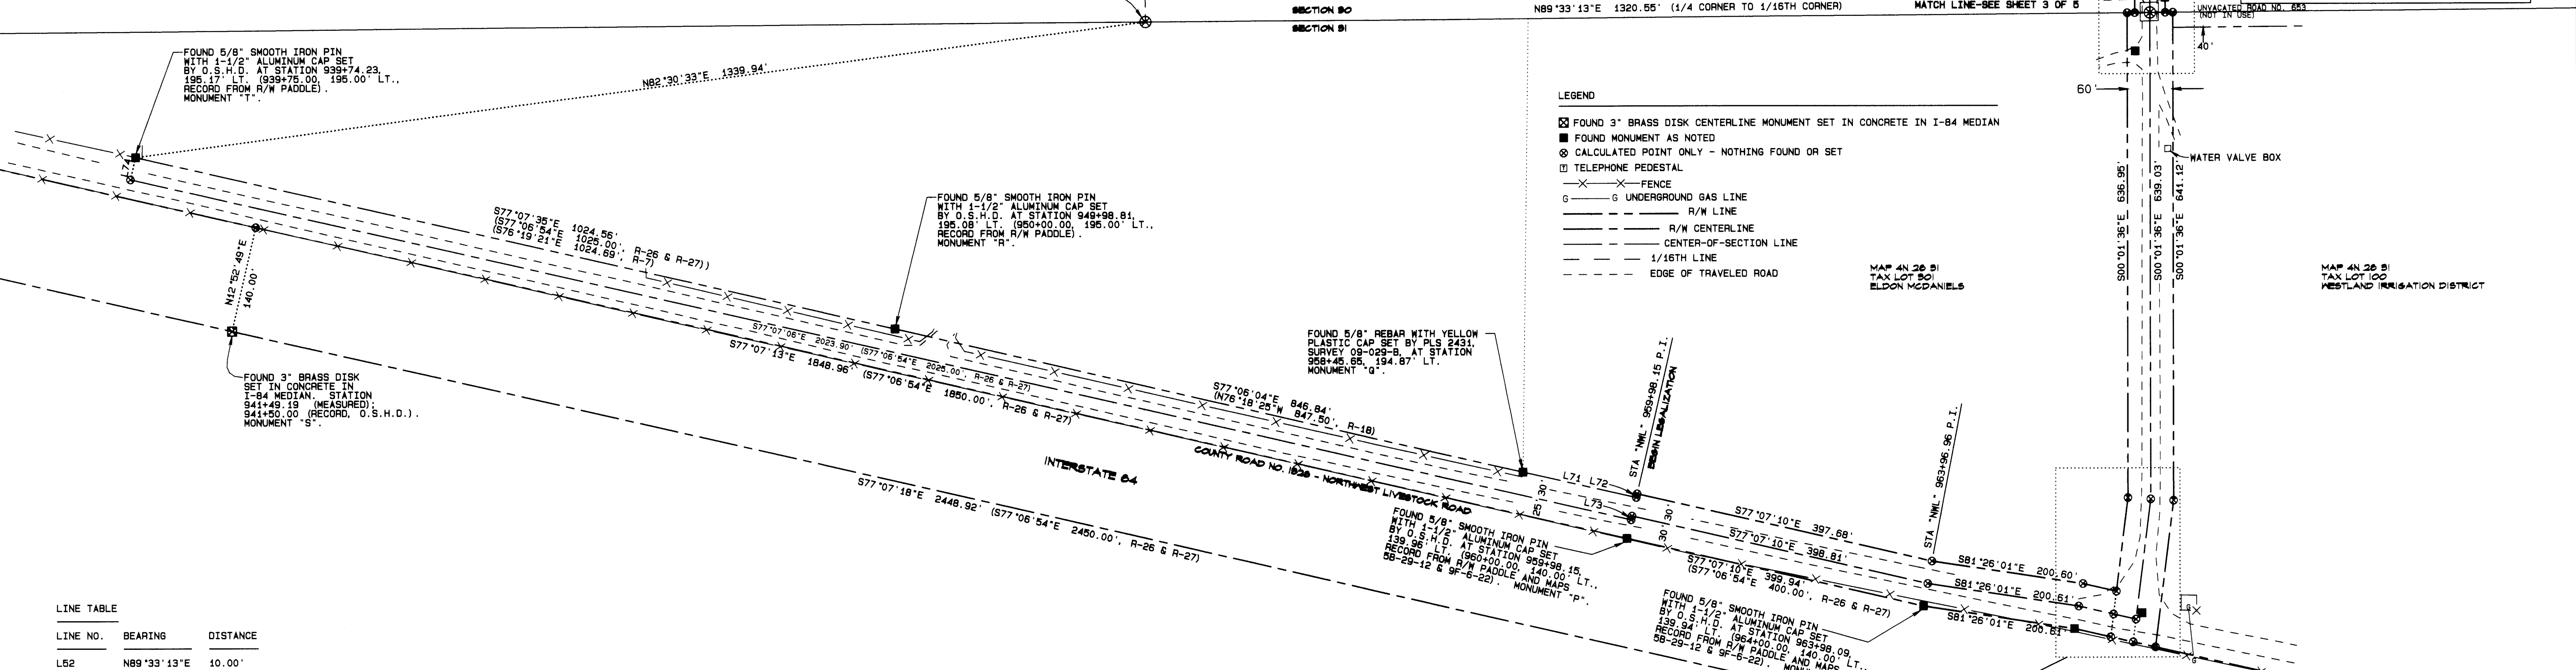 SECTION 30
SECTION 31
N89°33'13"E 1320.55' (1/4 CORNER TO 1/16TH CORNER)
MATCH LINE-SEE SHEET 3 OF 5
UNVACATED ROAD NO. 653
(NOT IN USE)
40'
60'
FOUND 5/8" SMOOTH IRON PIN
WITH 1-1/2" ALUMINUM CAP SET
BY O.S.H.D. AT STATION 939+74.23,
195.17' LT. (939+75.00, 195.00' LT.,
RECORD FROM R/W PADDLE).
MONUMENT "T".
N82°30'33"E 1339.94'
LEGEND
FOUND 3" BRASS DISK CENTERLINE MONUMENT SET IN CONCRETE IN I-84 MEDIAN
FOUND MONUMENT AS NOTED
CALCULATED POINT ONLY - NOTHING FOUND OR SET
T TELEPHONE PEDESTAL
FENCE
G G UNDERGROUND GAS LINE
R/W LINE
R/W CENTERLINE
CENTER-OF-SECTION LINE
1/16TH LINE
EDGE OF TRAVELED ROAD
WATER VALVE BOX
S00°01'36"E 636.95'
S00°01'36"E 639.03'
S00°01'36"E 641.12'
MAP 4N 28 31
TAX LOT 301
ELDON MCDANIELS
MAP 4N 28 31
TAX LOT 100
WESTLAND IRRIGATION DISTRICT
FOUND 5/8" SMOOTH IRON PIN
WITH 1-1/2" ALUMINUM CAP SET
BY O.S.H.D. AT STATION 949+98.81,
195.08' LT. (950+00.00, 195.00' LT.,
RECORD FROM R/W PADDLE).
MONUMENT "R".
S77°07'35"E 1024.56'
(S77°06'54"E 1025.00', R-26 & R-27))
(S76°19'21"E 1024.69', R-7)
N12°52'49"E
140.00'
FOUND 3" BRASS DISK
SET IN CONCRETE IN
I-84 MEDIAN. STATION
941+49.19 (MEASURED);
941+50.00 (RECORD, O.S.H.D.).
MONUMENT "S".
S77°07'06"E 2023.90' (S77°06'54"E 2025.00', R-26 & R-27)
S77°07'13"E 1848.96' (S77°06'54"E 1850.00', R-26 & R-27)
FOUND 5/8" REBAR WITH YELLOW
PLASTIC CAP SET BY PLS 2431,
SURVEY 09-029-B, AT STATION
958+45.65, 194.87' LT.
MONUMENT "Q".
S77°06'04"E 846.84'
(N76°18'25"W 847.50', R-18)
STA "NWL" 959+98.15 P.I.
BEGIN LEGALIZATION
STA "NWL" 963+96.96 P.I.
INTERSTATE 84
COUNTY ROAD NO. 1328 - NORTHWEST LIVESTOCK ROAD
S77°07'18"E 2448.92' (S77°06'54"E 2450.00', R-26 & R-27)
L71 L72
L73
25' 30'
30' 30'
S77°07'10"E 397.68'
S77°07'10"E 398.81'
S77°07'10"E 399.94'
(S77°06'54"E 400.00', R-26 & R-27)
S81°26'01"E 200.60'
S81°26'01"E 200.61'
S81°26'01"E 200.61'
FOUND 5/8" SMOOTH IRON PIN
WITH 1-1/2" ALUMINUM CAP SET
BY O.S.H.D. AT STATION 959+98.15,
139.96' LT. (960+00.00, 140.00' LT.,
RECORD FROM R/W PADDLE AND MAPS
5B-29-12 & 9F-6-22). MONUMENT "P".
FOUND 5/8" SMOOTH IRON PIN
WITH 1-1/2" ALUMINUM CAP SET
BY O.S.H.D. AT STATION 963+98.09,
139.94' LT. (964+00.00, 140.00' LT.,
RECORD FROM R/W PADDLE AND MAPS
5B-29-12 & 9F-6-22).
G
G
LINE TABLE
LINE NO. BEARING DISTANCE
L52 N89°33'13"E 10.00'